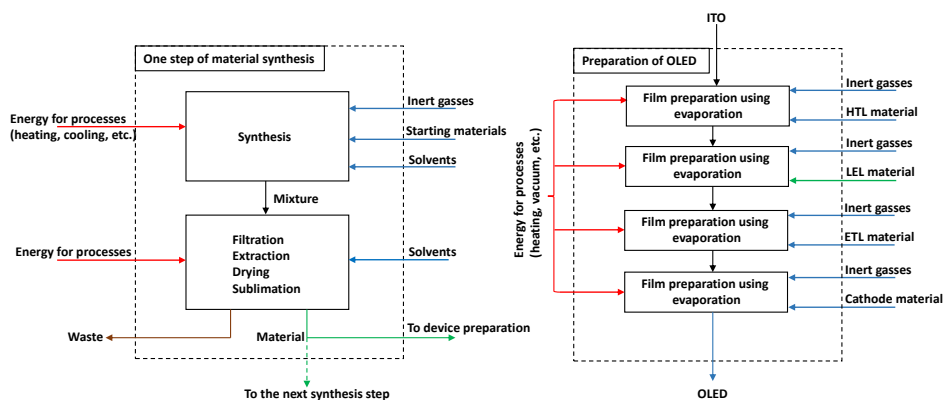 One step of material synthesis
Energy for processes
(heating, cooling, etc.)
Synthesis
Inert gasses
Starting materials
Solvents
Mixture
Energy for processes
Filtration
Extraction
Drying
Sublimation
Solvents
Waste
Material
To device preparation
To the next synthesis step
ITO
Preparation of OLED
Energy for processes
(heating, vacuum, etc.)
Film preparation using
evaporation
Inert gasses
HTL material
Film preparation using
evaporation
Inert gasses
LEL material
Film preparation using
evaporation
Inert gasses
ETL material
Film preparation using
evaporation
Inert gasses
Cathode material
OLED